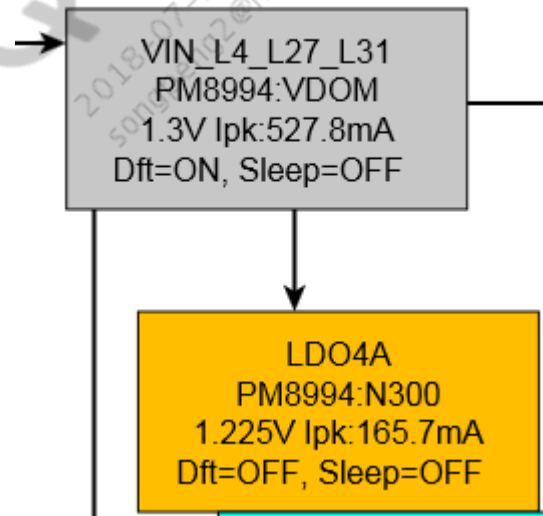 VIN_L4_L27_L31
PM8994:VDOM
1.3V Ipk:527.8mA
Dft=ON, Sleep=OFF
LDO4A
PM8994:N300
1.225V Ipk:165.7mA
Dft=OFF, Sleep=OFF